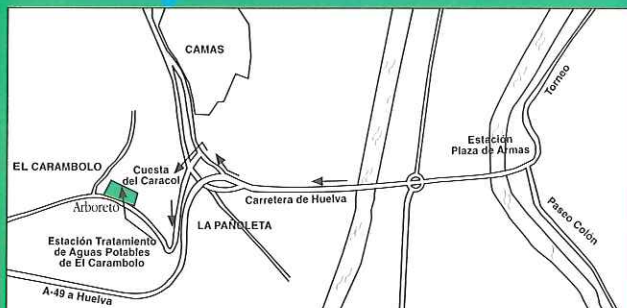 CAMAS
Torneo
Estación
Plaza de Armas
EL CARAMBOLO
Cuesta
del Caracol
Arboreto
Carretera de Huelva
Paseo Colón
LA PAÑOLETA
Estación Tratamiento
de Aguas Potables
de El Carambolo
A-49 a Huelva